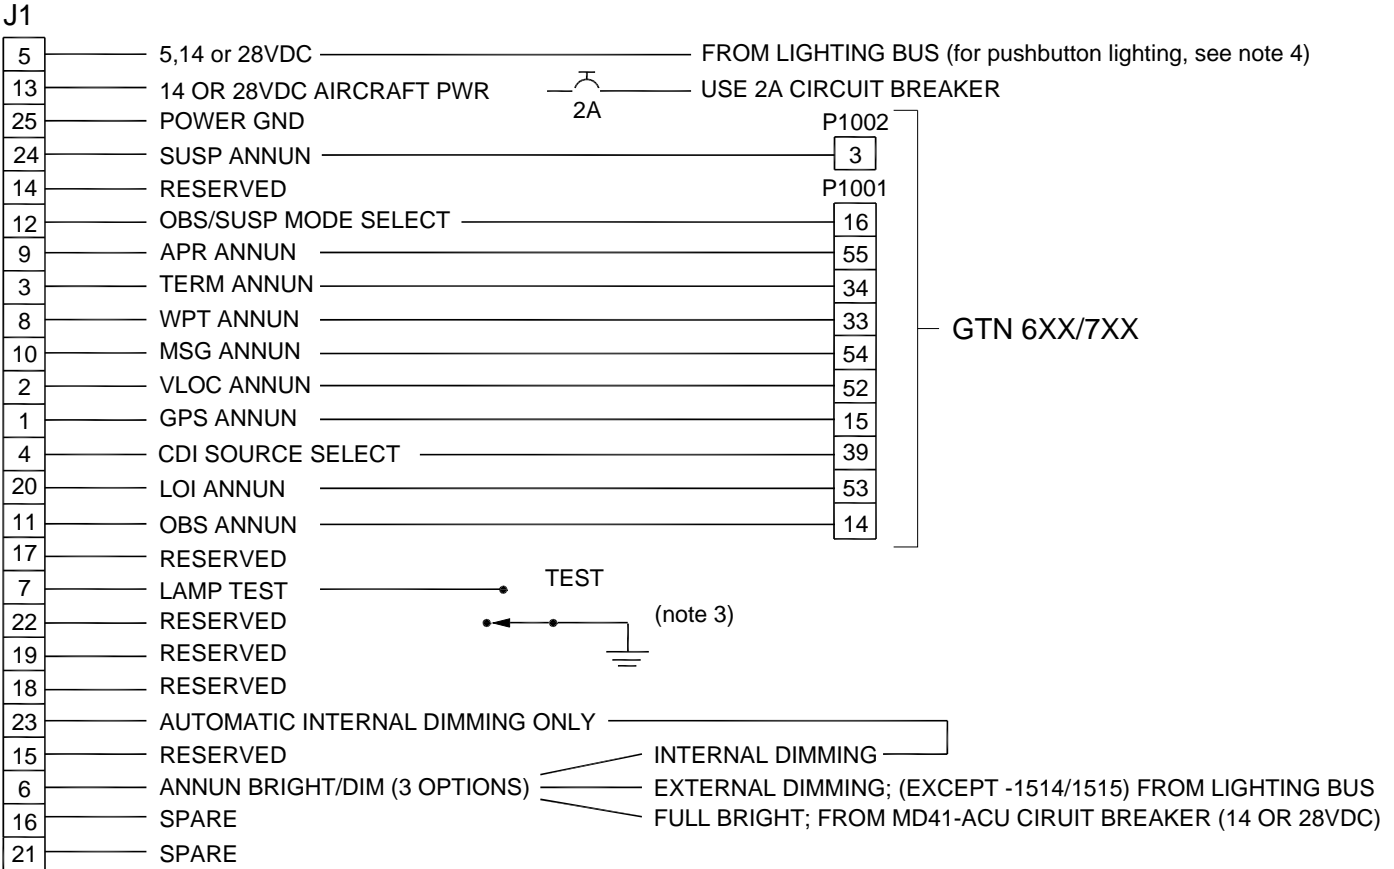 J1
5 5,14 or 28VDC FROM LIGHTING BUS (for pushbutton lighting, see note 4)
13 14 OR 28VDC AIRCRAFT PWR 2A USE 2A CIRCUIT BREAKER
25 POWER GND P1002
24 SUSP ANNUN 3
14 RESERVED P1001
12 OBS/SUSP MODE SELECT 16
9 APR ANNUN 55
3 TERM ANNUN 34
8 WPT ANNUN 33
GTN 6XX/7XX
10 MSG ANNUN 54
2 VLOC ANNUN 52
1 GPS ANNUN 15
4 CDI SOURCE SELECT 39
20 LOI ANNUN 53
11 OBS ANNUN 14
17 RESERVED
7 LAMP TEST TEST
22 RESERVED (note 3)
19 RESERVED
18 RESERVED
23 AUTOMATIC INTERNAL DIMMING ONLY
15 RESERVED INTERNAL DIMMING
6 ANNUN BRIGHT/DIM (3 OPTIONS) EXTERNAL DIMMING; (EXCEPT -1514/1515) FROM LIGHTING BUS
16 SPARE FULL BRIGHT; FROM MD41-ACU CIRUIT BREAKER (14 OR 28VDC)
21 SPARE